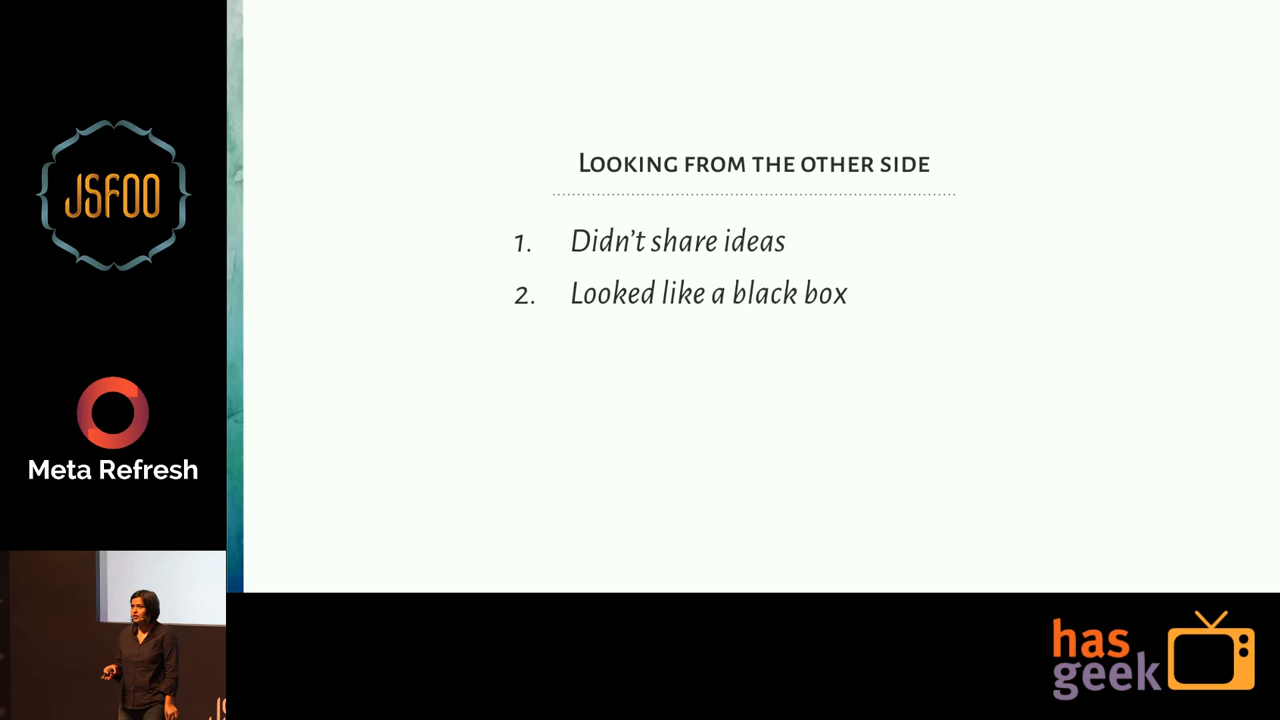 JSFOO
Meta Refresh
Looking from the other side
1. Didn't share ideas
2. Looked like a black box
JS
has
geek